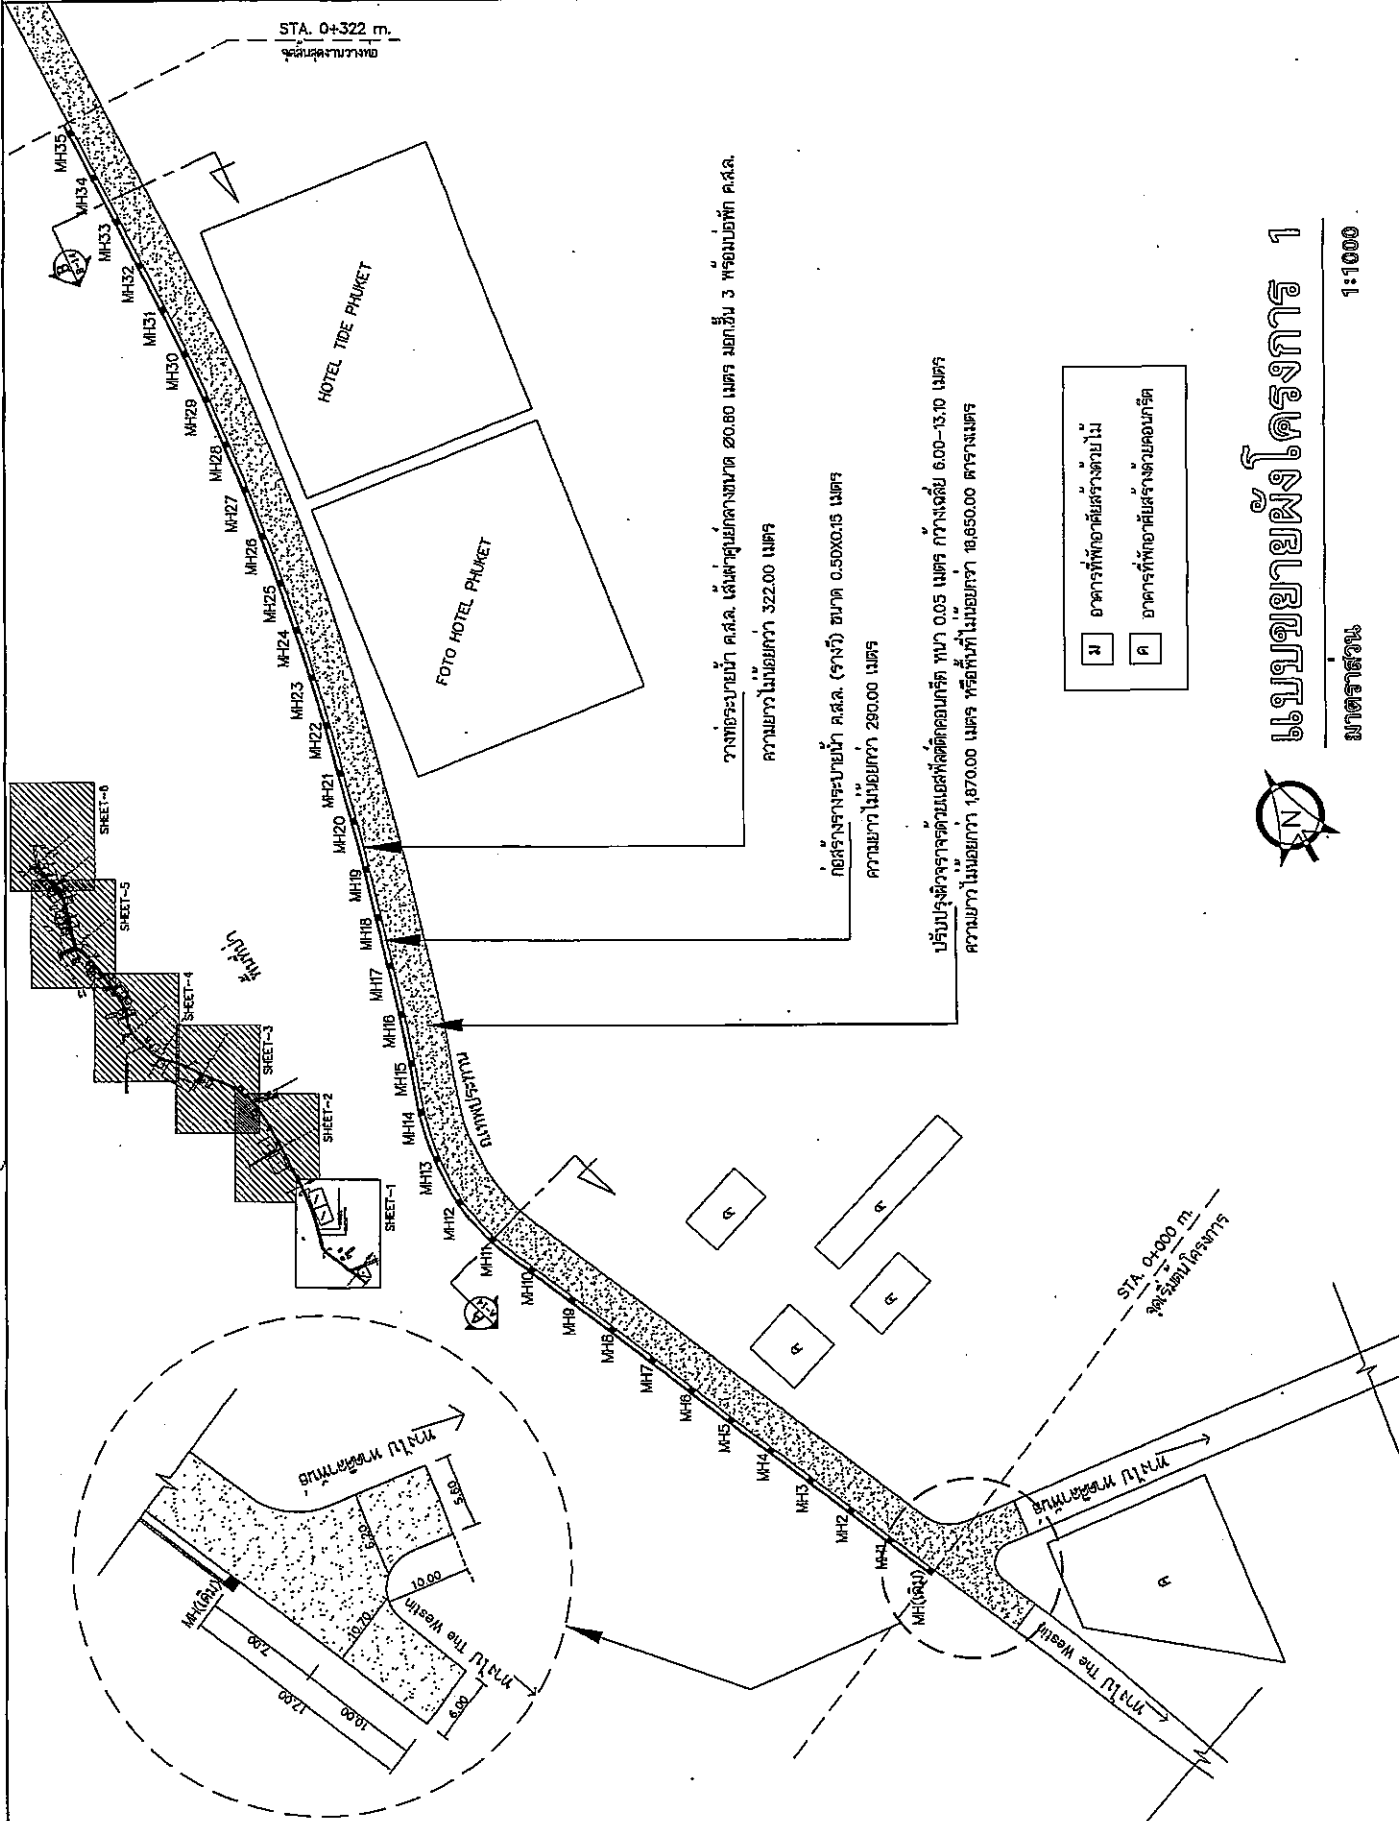 STA. 0+322 m.
จุดสิ้นสุดงานวางท่อ
MH35
MH34
MH33
MH32
MH31
MH30
MH29
MH28
MH27
MH26
MH25
MH24
MH23
MH22
MH21
MH20
MH19
MH18
MH17
MH16
MH15
MH14
MH13
MH12
MH11
MH10
MH9
MH8
MH7
MH6
MH5
MH4
MH3
MH2
MH1
MH(เดิม)
B
A
HOTEL TIDE PHUKET
FOTO HOTEL PHUKET
SHEET-6
SHEET-5
SHEET-4
SHEET-3
SHEET-2
SHEET-1
ถ.เทพประทาน
วางท่อระบายน้ำ ค.ส.ล. เส้นผ่าศูนย์กลางขนาด Ø0.80 เมตร มอก.ชั้น 3 พร้อมบ่อพัก ค.ส.ล.
ความยาวไม่น้อยกว่า 322.00 เมตร
ก่อสร้างรางระบายน้ำ ค.ส.ล. (รางวี) ขนาด 0.50X0.15 เมตร
ความยาวไม่น้อยกว่า 290.00 เมตร
ปรับปรุงผิวจราจรด้วยแอสฟัลต์ติกคอนกรีต หนา 0.05 เมตร กว้างเฉลี่ย 6.00-13.10 เมตร
ความยาวไม่น้อยกว่า 1,870.00 เมตร หรือพื้นที่ไม่น้อยกว่า 18,650.00 ตารางเมตร
ม อาคารที่พักอาศัยสร้างด้วยไม้
ค อาคารที่พักอาศัยสร้างด้วยคอนกรีต
แบบขยายผังโครงการ 1
มาตราส่วน 1:1000
N
ค
ค
ค
ค
ค
STA. 0+000 m.
จุดเริ่มต้นโครงการ
ทางไป The Westin
MH(เดิม)
7.00
10.00
17.00
10.70
10.00
6.20
5.60
6.00
ทางไป The Westin